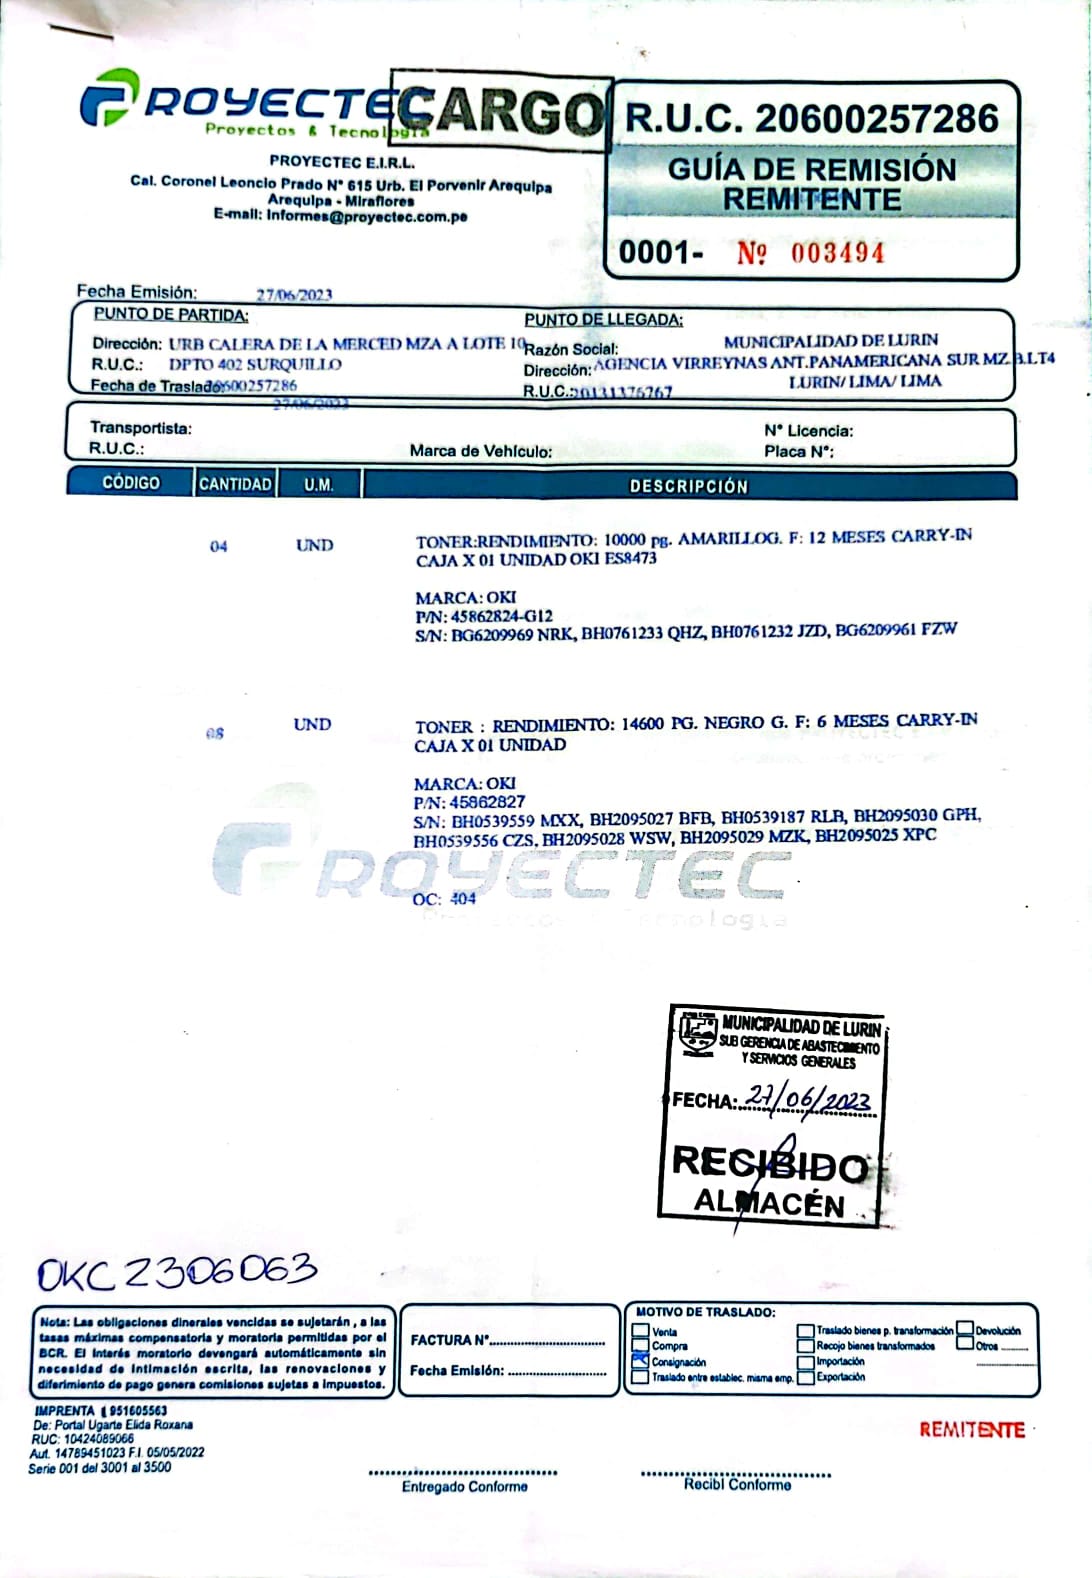 PROYECTEC
Proyectos & Tecnología
CARGO
PROYECTEC E.I.R.L.
Cal. Coronel Leoncio Prado N° 615 Urb. El Porvenir Arequipa
Arequipa - Miraflores
E-mail: Informes@proyectec.com.pe
R.U.C. 20600257286
GUÍA DE REMISIÓN
REMITENTE
0001- Nº 003494
Fecha Emisión: 27/06/2023
PUNTO DE PARTIDA:
Dirección: URB CALERA DE LA MERCED MZA A LOTE 10
R.U.C.: DPTO 402 SURQUILLO
Fecha de Traslado: 20600257286
27/06/2023
PUNTO DE LLEGADA:
Razón Social: MUNICIPALIDAD DE LURIN
Dirección: AGENCIA VIRREYNAS ANT.PANAMERICANA SUR MZ.B.LT4
LURIN/ LIMA/ LIMA
R.U.C.: 20131376767
Transportista:
R.U.C.:
Marca de Vehículo:
N° Licencia:
Placa N°:
CÓDIGO CANTIDAD U.M. DESCRIPCIÓN
04 UND TONER:RENDIMIENTO: 10000 pg. AMARILLOG. F: 12 MESES CARRY-IN
CAJA X 01 UNIDAD OKI ES8473
MARCA: OKI
P/N: 45862824-G12
S/N: BG6209969 NRK, BH0761233 QHZ, BH0761232 JZD, BG6209961 FZW
08 UND TONER : RENDIMIENTO: 14600 PG. NEGRO G. F: 6 MESES CARRY-IN
CAJA X 01 UNIDAD
MARCA: OKI
P/N: 45862827
S/N: BH0539559 MXX, BH2095027 BFB, BH0539187 RLB, BH2095030 GPH,
BH0539556 CZS, BH2095028 WSW, BH2095029 MZK, BH2095025 XPC
PROYECTEC
OC: 404
Proyectos & Tecnologia
MUNICIPALIDAD DE LURIN
SUB GERENCIA DE ABASTECIMIENTO
Y SERVICIOS GENERALES
FECHA: 27/06/2023
RECIBIDO
ALMACÉN
OKC2306063
Nota: Las obligaciones dinerales vencidas se sujetarán , a las
tasas máximas compensatoria y moratoria permitidas por el
BCR. El interés moratorio devengará automáticamente sin
necesidad de intimación escrita, las renovaciones y
diferimiento de pago genera comisiones sujetas a impuestos.
FACTURA N°
Fecha Emisión:
MOTIVO DE TRASLADO:
Venta
Compra
Consignación
Traslado entre establec. misma emp.
Traslado bienes p. transformación
Recojo bienes transformados
Importación
Exportación
Devolución
Otros
IMPRENTA 951605563
De: Portal Ugarte Elida Roxana
RUC: 10424089066
Aut. 14789451023 F.I. 05/05/2022
Serie 001 del 3001 al 3500
REMITENTE
Entregado Conforme
Recibí Conforme